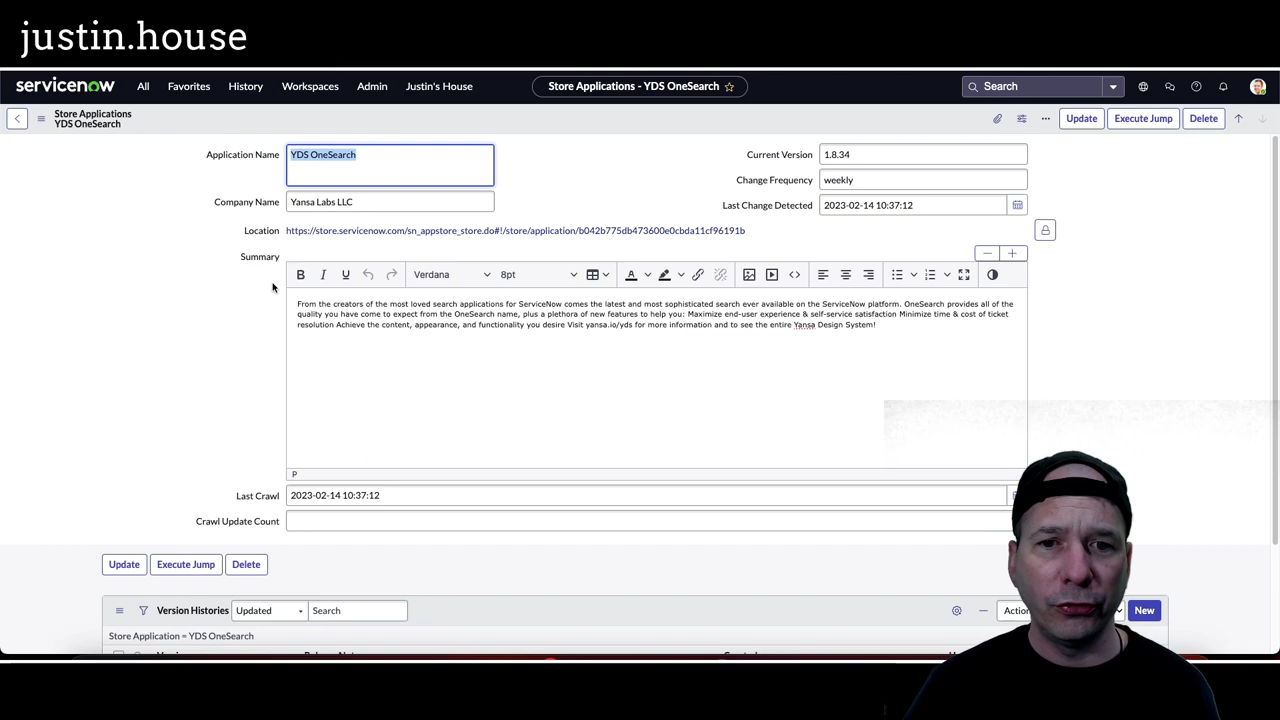 justin.house
servicenow All Favorites History Workspaces Admin Justin's House Store Applications - YDS OneSearch Search
Store Applications
YDS OneSearch
Update Execute Jump Delete
Application Name YDS OneSearch
Current Version 1.8.34
Change Frequency weekly
Company Name Yansa Labs LLC
Last Change Detected 2023-02-14 10:37:12
Location https://store.servicenow.com/sn_appstore_store.do#!/store/application/b042b775db473600e0cbda11cf96191b
Summary
B I U Verdana 8pt A
From the creators of the most loved search applications for ServiceNow comes the latest and most sophisticated search ever available on the ServiceNow platform. OneSearch provides all of the
quality you have come to expect from the OneSearch name, plus a plethora of new features to help you: Maximize end-user experience & self-service satisfaction Minimize time & cost of ticket
resolution Achieve the content, appearance, and functionality you desire Visit yansa.io/yds for more information and to see the entire Yansa Design System!
P
Last Crawl 2023-02-14 10:37:12
Crawl Update Count
Update Execute Jump Delete
Version Histories Updated Search New
Store Application = YDS OneSearch